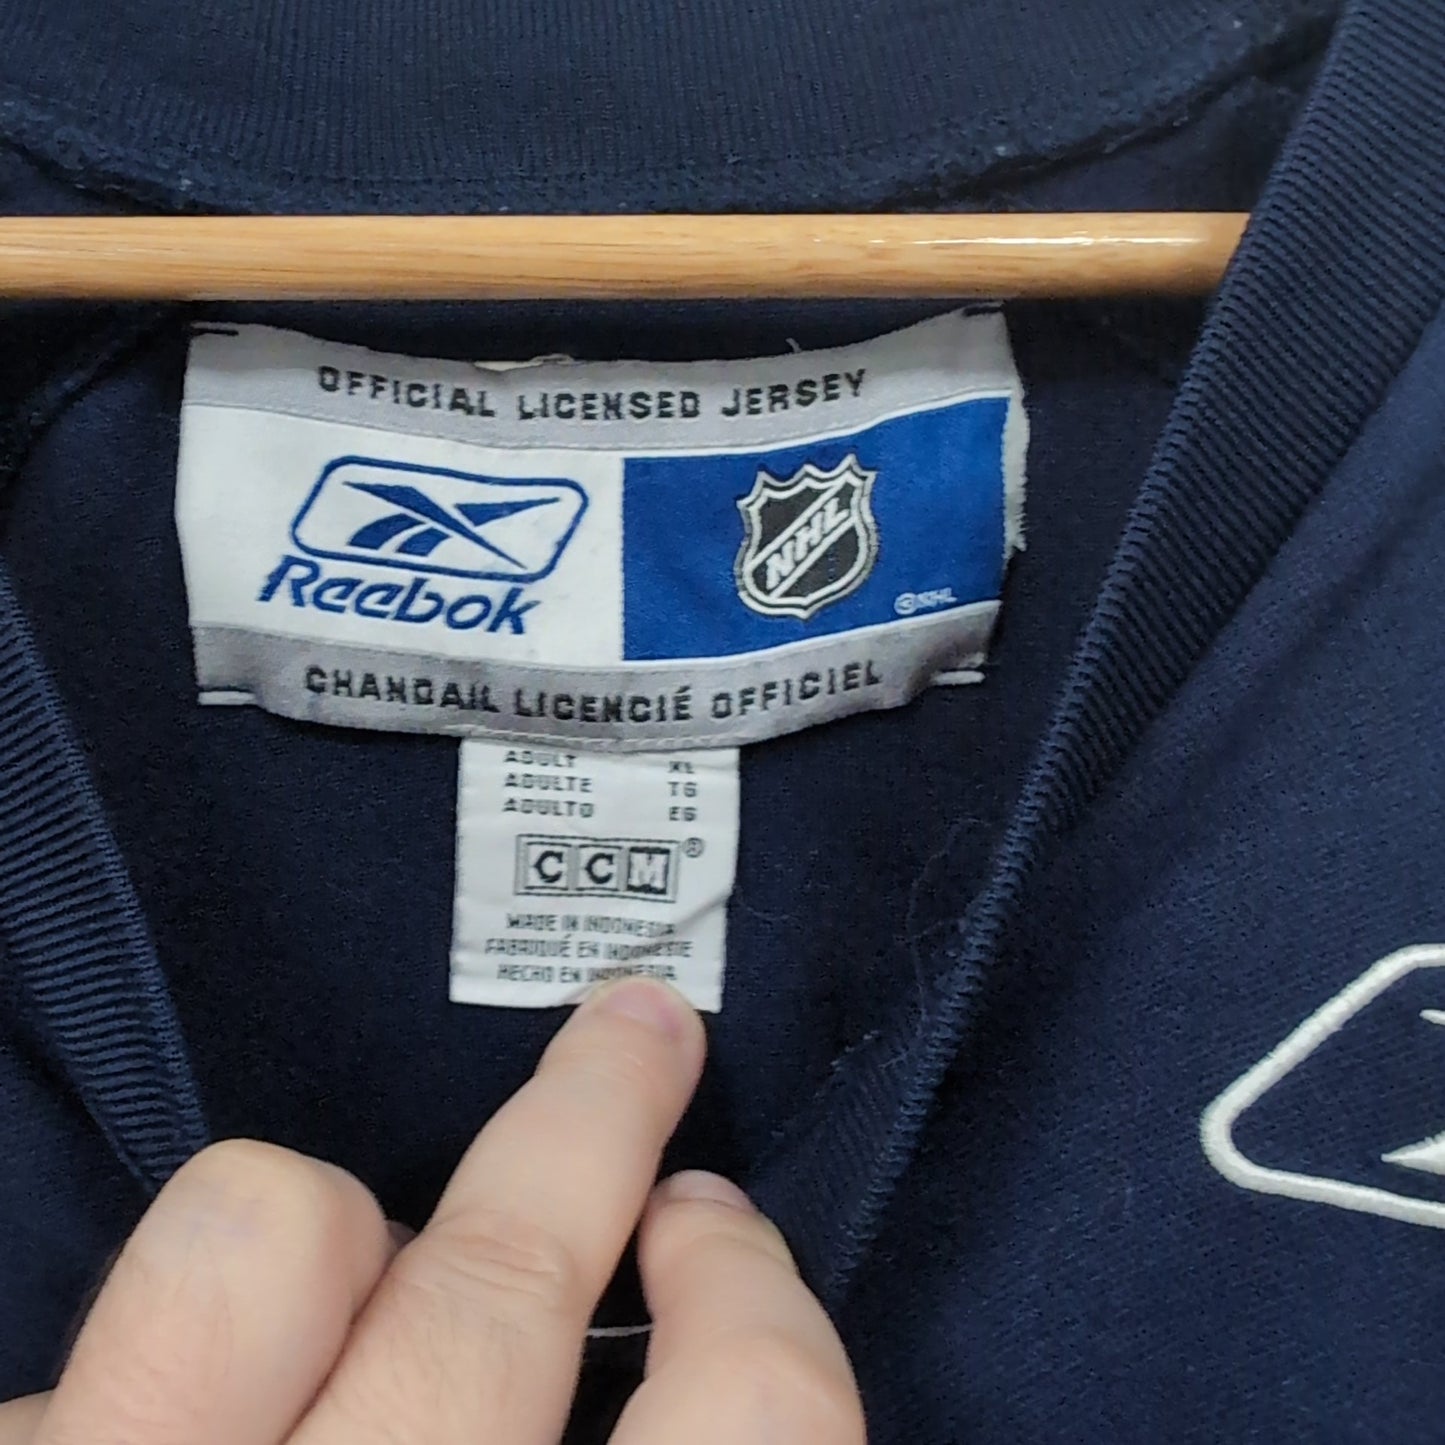 OFFICIAL LICENSED JERSEY
Reebok
NHL
©NHL
CHANDAIL LICENCIÉ OFFICIEL
ADULT XL
ADULTE TG
ADULTO EG
CCM®
MADE IN INDONESIA
FABRIQUÉ EN INDONESIE
HECHO EN INDONESIA